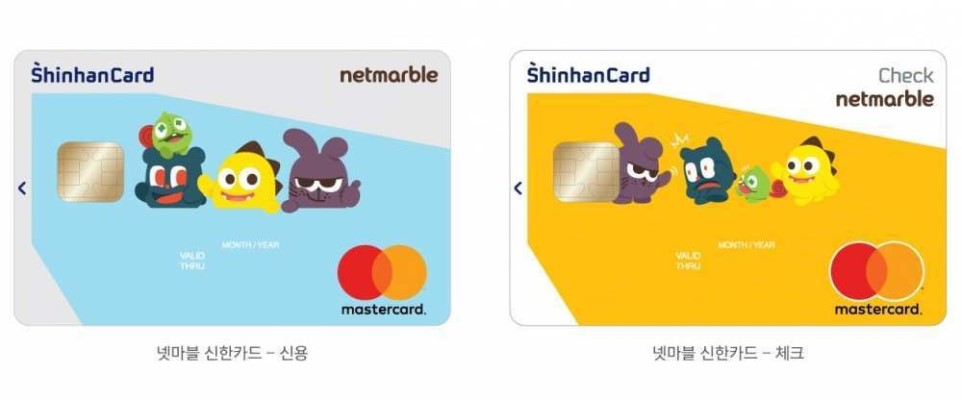 ShinhanCard
netmarble
MONTH / YEAR
VALID
THRU
mastercard.
넷마블 신한카드 - 신용
ShinhanCard
Check
netmarble
MONTH / YEAR
VALID
THRU
mastercard.
넷마블 신한카드 - 체크